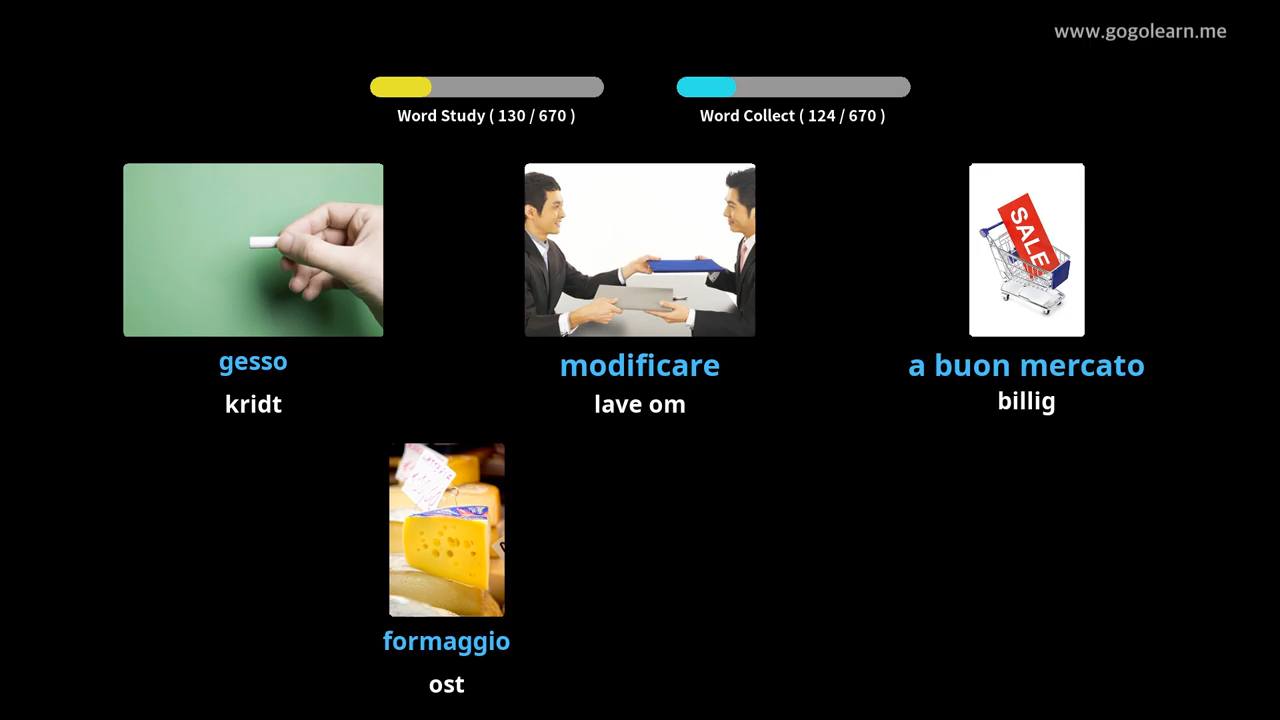 www.gogolearn.me
Word Study ( 130 / 670 )
Word Collect ( 124 / 670 )
SALE
gesso
modificare
a buon mercato
kridt
lave om
billig
formaggio
ost